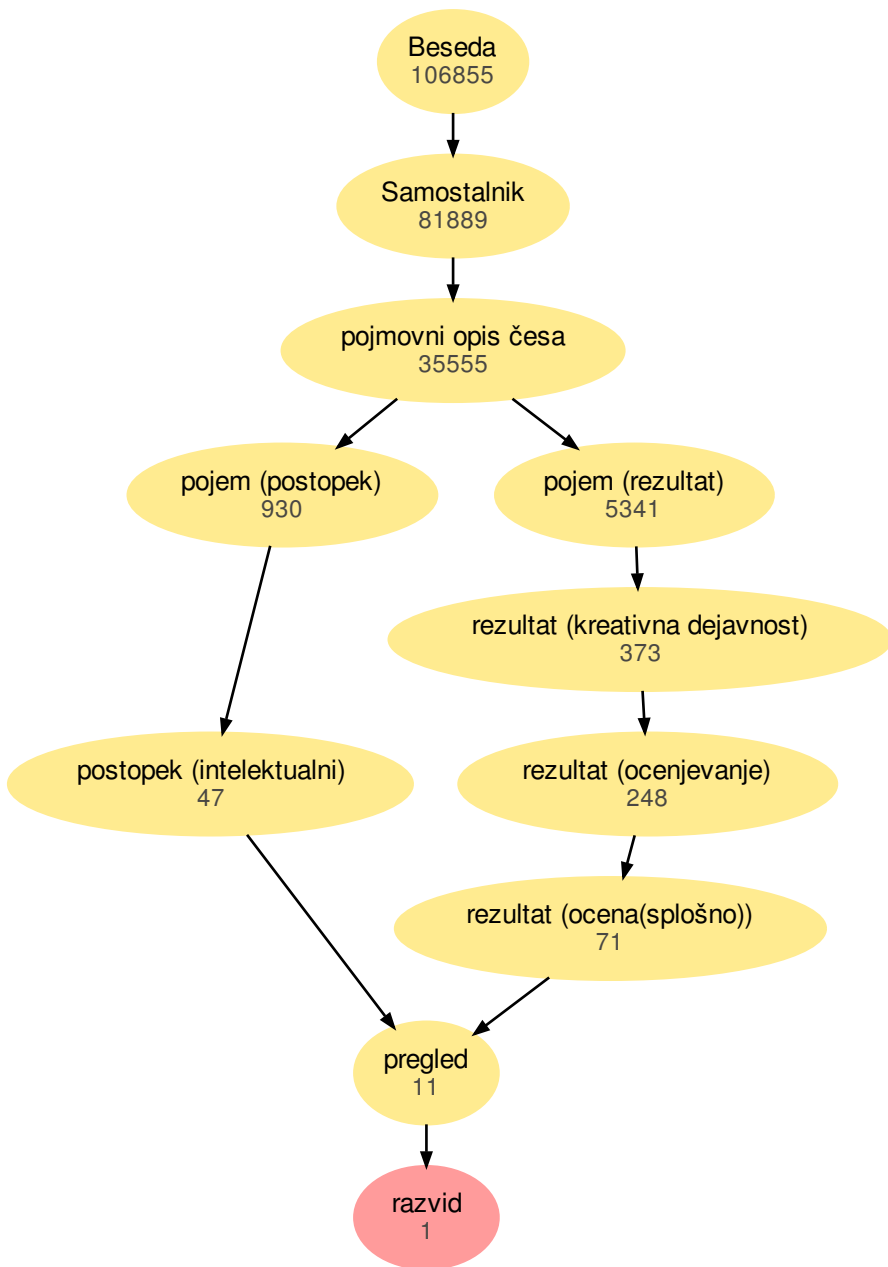 Beseda
106855
Samostalnik
81889
pojmovni opis česa
35555
pojem (postopek)
930
pojem (rezultat)
5341
rezultat (kreativna dejavnost)
373
postopek (intelektualni)
47
rezultat (ocenjevanje)
248
rezultat (ocena(splošno))
71
pregled
11
razvid
1